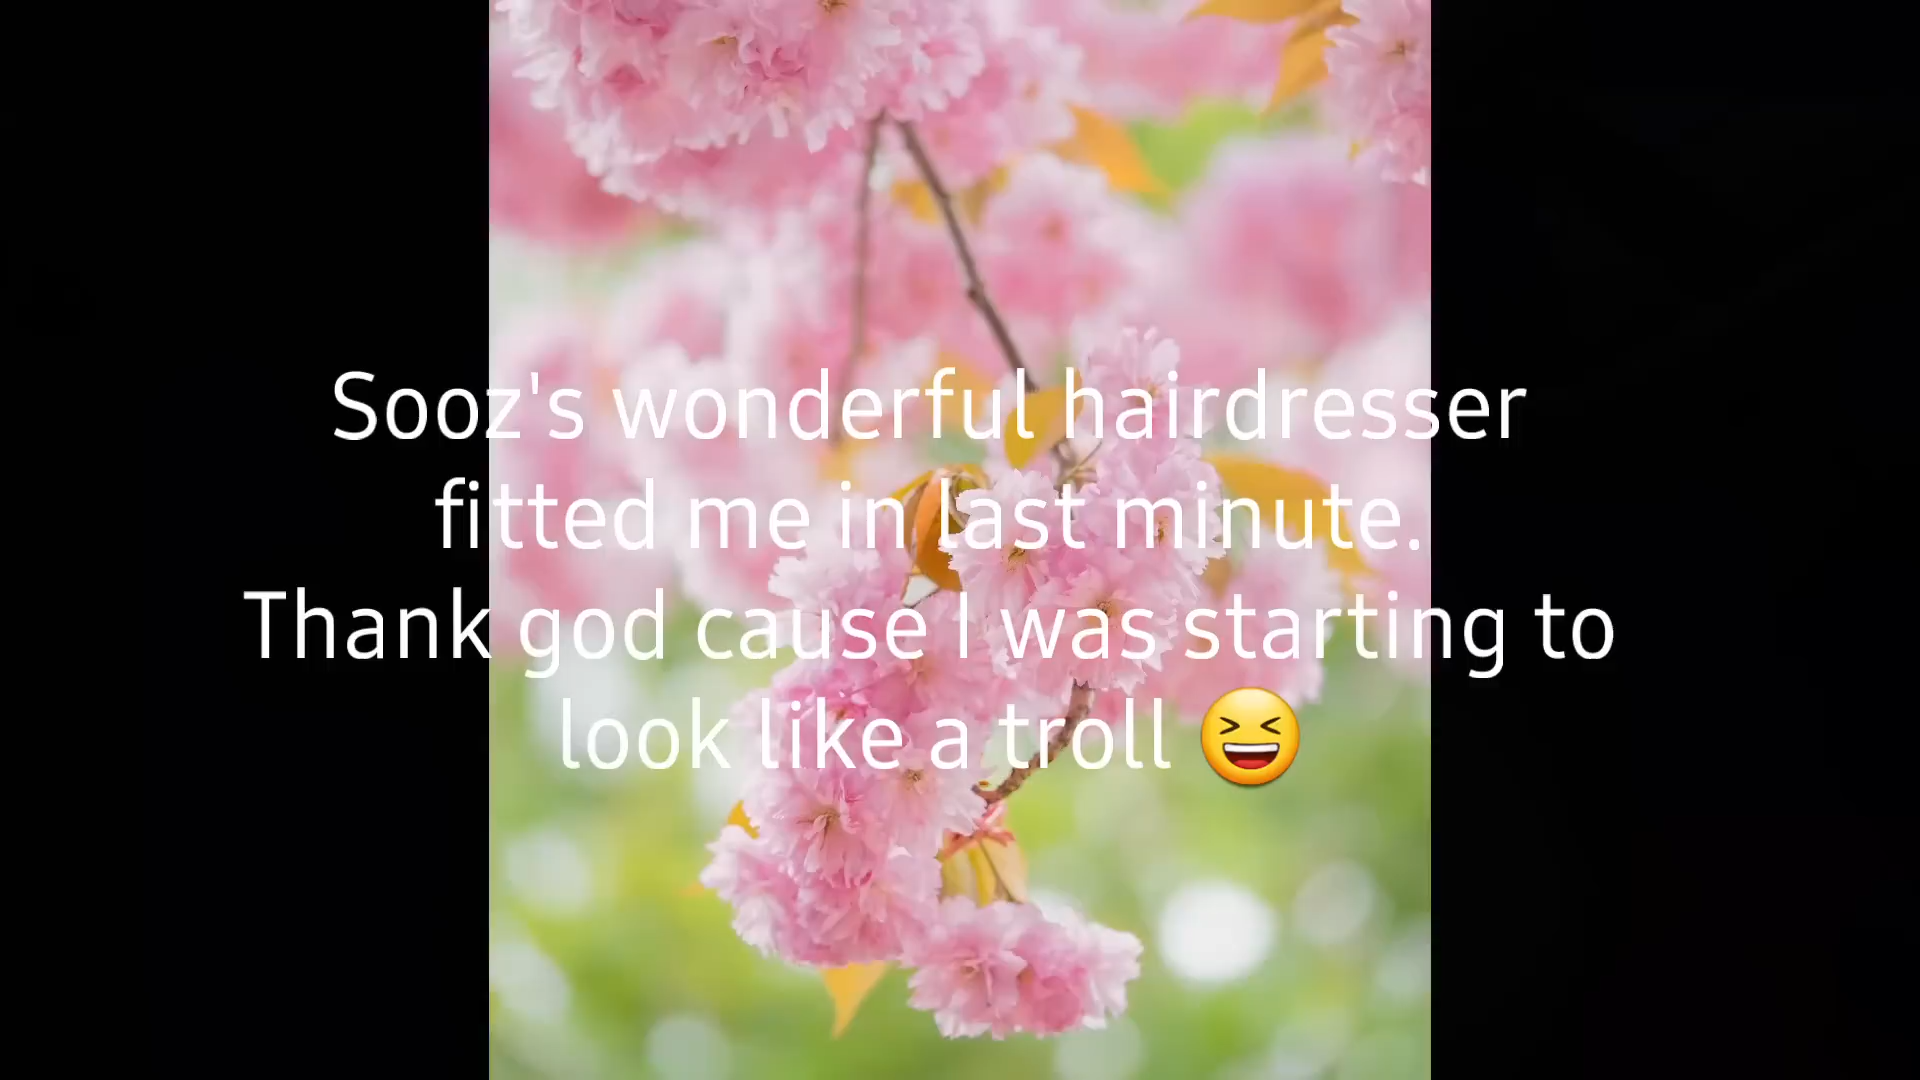 Sooz's wonderful hairdresser
fitted me in last minute.
Thank god cause I was starting to
look like a troll 😆